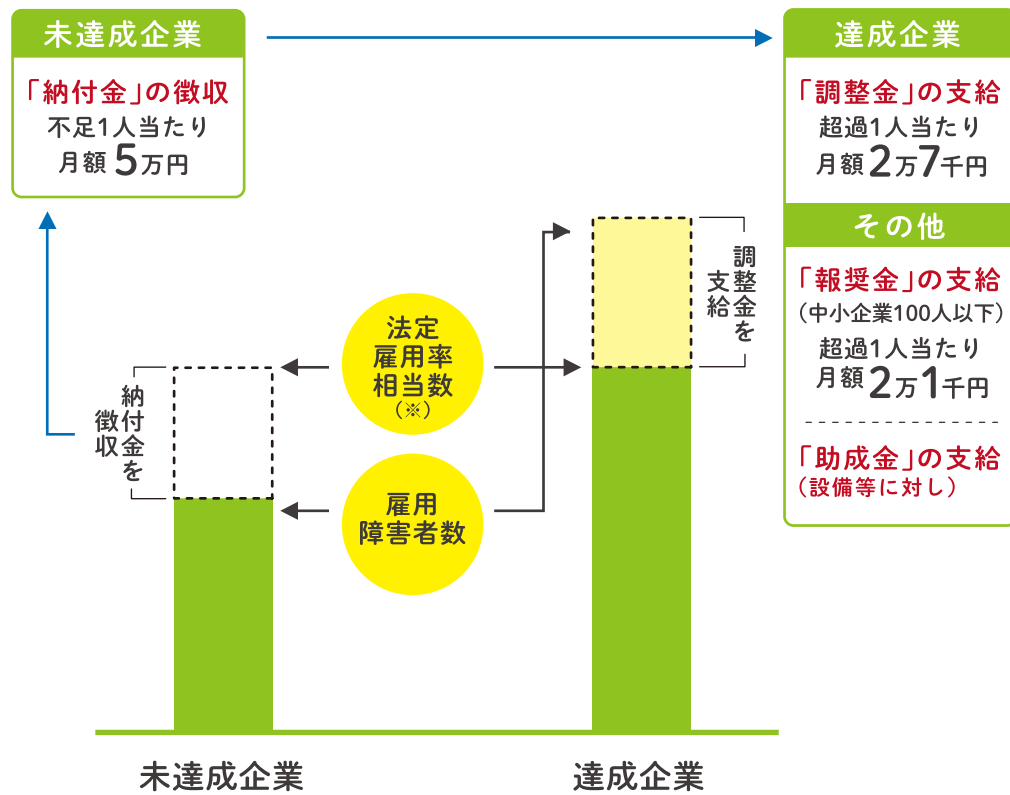 未達成企業
「納付金」の徴収
不足1人当たり
月額5万円
達成企業
「調整金」の支給
超過1人当たり
月額2万7千円
その他
「報奨金」の支給
（中小企業100人以下）
超過1人当たり
月額2万1千円
「助成金」の支給
（設備等に対し）
納付金を
徴収
法定
雇用率
相当数
（※）
雇用
障害者数
調整金を
支給
未達成企業
達成企業